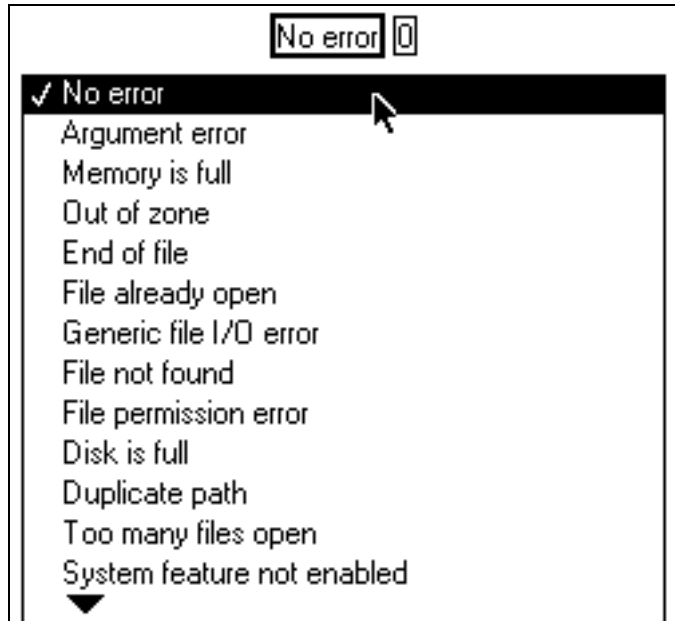 No error 0
✓ No error
Argument error
Memory is full
Out of zone
End of file
File already open
Generic file I/O error
File not found
File permission error
Disk is full
Duplicate path
Too many files open
System feature not enabled